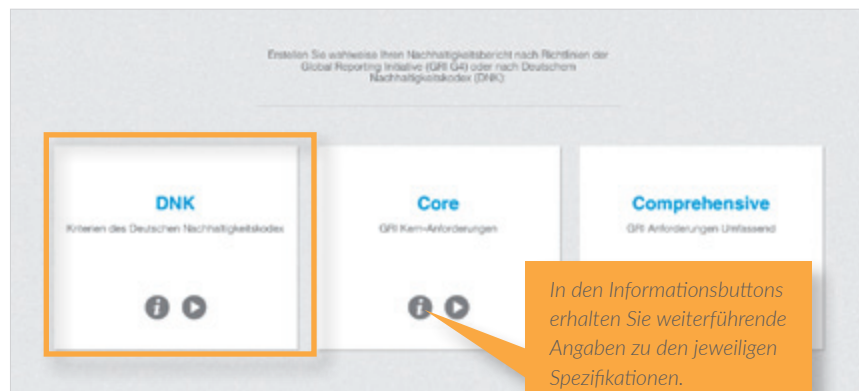 Erstellen Sie wahlweise Ihren Nachhaltigkeitsbericht nach Richtlinien der
Global Reporting Initiative (GRI G4) oder nach Deutschem
Nachhaltigkeitskodex (DNK)
DNK
Kriterien des Deutschen Nachhaltigkeitskodex
Core
GRI Kern-Anforderungen
Comprehensive
GRI Anforderungen Umfassend
In den Informationsbuttons
erhalten Sie weiterführende
Angaben zu den jeweiligen
Spezifikationen.